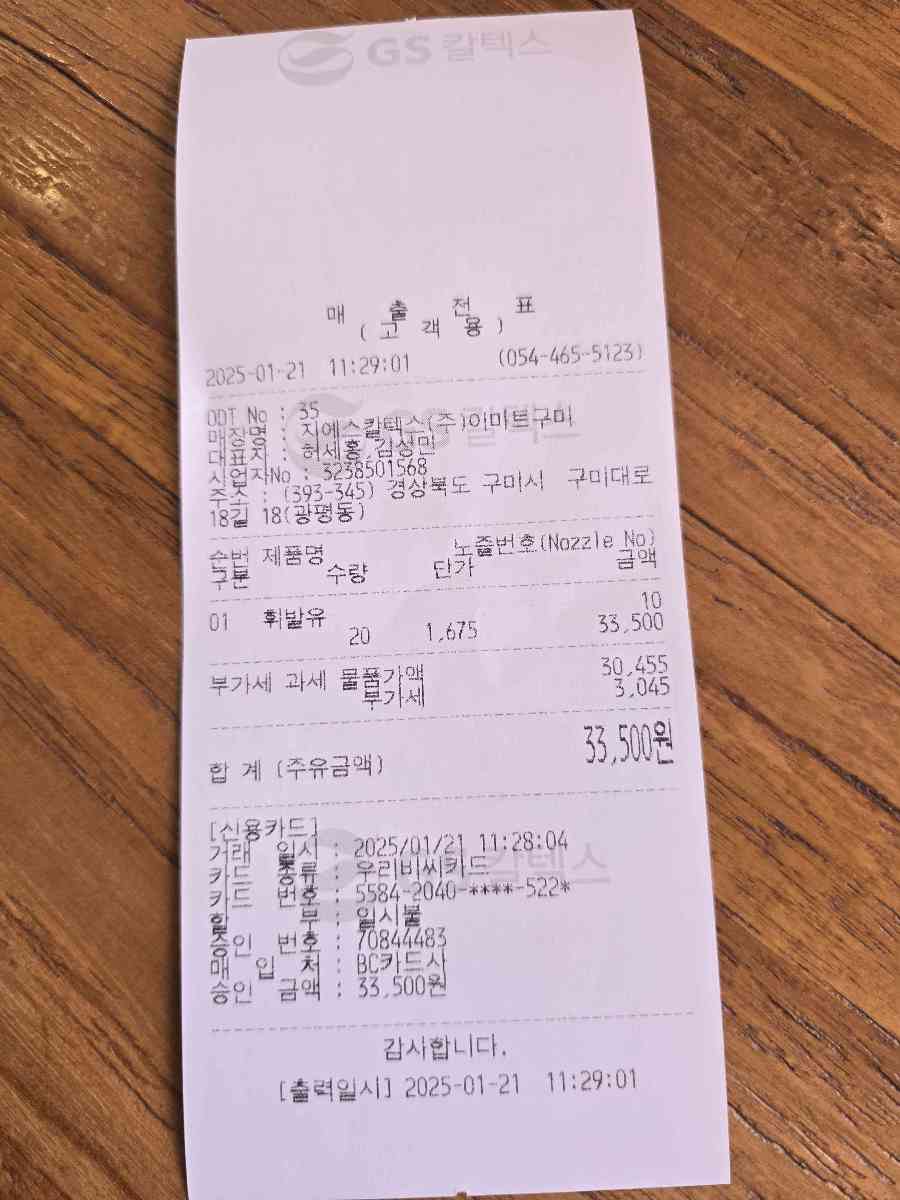 GS 칼텍스
매 출 전 표
( 고 객 용 )
2025-01-21 11:29:01 (054-465-5123)
ODT No : 35
매장명 : 지에스칼텍스(주)이마트구미
대표자 : 허세홍,김성민
사업자No : 3238501568
주소 : (393-345) 경상북도 구미시 구미대로
18길 18(광평동)
순번 제품명 노즐번호(Nozzle No)
구분 수량 단가 금액
01 휘발유 10
20 1,675 33,500
부가세 과세 물품가액 30,455
부가세 3,045
합 계 (주유금액) 33,500원
[신용카드]
거래 일시 : 2025/01/21 11:28:04
카드 종류 : 우리비씨카드
카드 번호 : 5584-2040-****-522*
할 부 : 일시불
승인 번호 : 70844483
매 입 처 : BC카드사
승인 금액 : 33,500원
감사합니다.
[출력일시] 2025-01-21 11:29:01